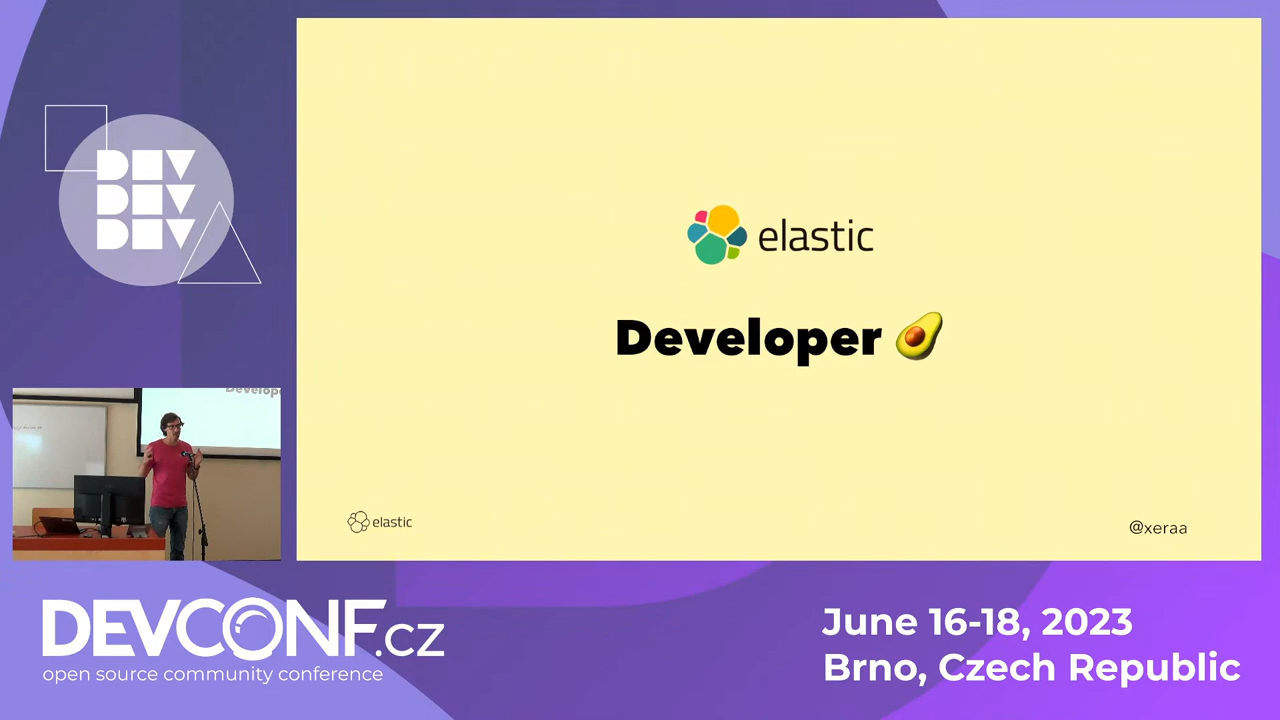 DEV
DEV
DEV
elastic
Developer 🥑
elastic
@xeraa
Develop
DEVCONF.cz
open source community conference
June 16-18, 2023
Brno, Czech Republic